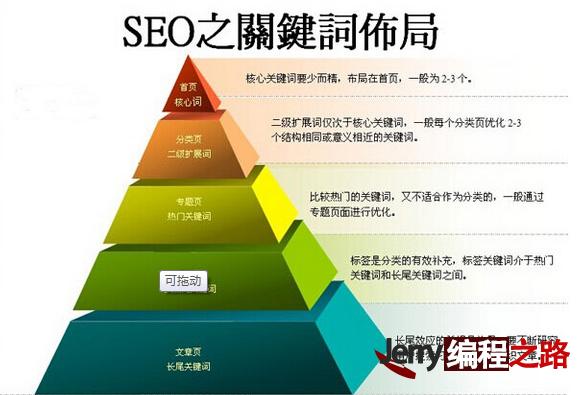 SEO之關鍵詞佈局
首页
核心词
核心关键词要少而精，布局在首页，一般为 2-3 个。
分类页
二级扩展词
二级扩展词仅次于核心关键词，一般每个分类页优化 2-3
个结构相同或意义相近的关键词。
专题页
热门关键词
比较热门的关键词，又不适合作为分类的，一般通过
专题页面进行优化。
可拖动
词
标签是分类的有效补充，标签关键词介于热门
关键词和长尾关键词之间。
文章页
长尾关键词
长尾效应的
要不断研究
文章。
Jerry编程之路